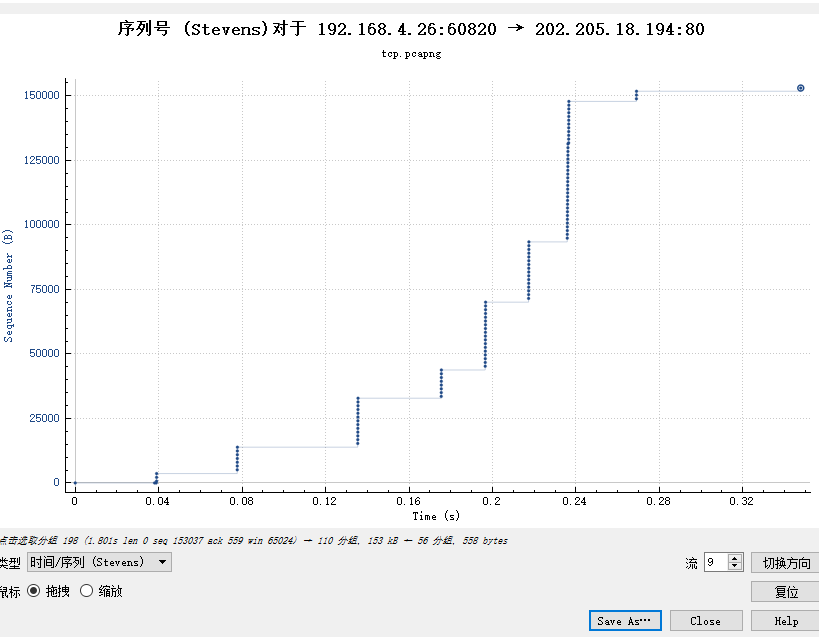 序列号 (Stevens)对于 192.168.4.26:60820 → 202.205.18.194:80
tcp.pcapng
150000
125000
100000
75000
50000
25000
0
Sequence Number (B)
0 0.04 0.08 0.12 0.16 0.2 0.24 0.28 0.32
Time (s)
点击选取分组 198 (1.801s len 0 seq 153037 ack 559 win 65024) → 110 分组, 153 kB ← 56 分组, 558 bytes
类型 时间/序列 (Stevens) 流 9 切换方向
鼠标 拖拽 缩放 复位
Save As… Close Help